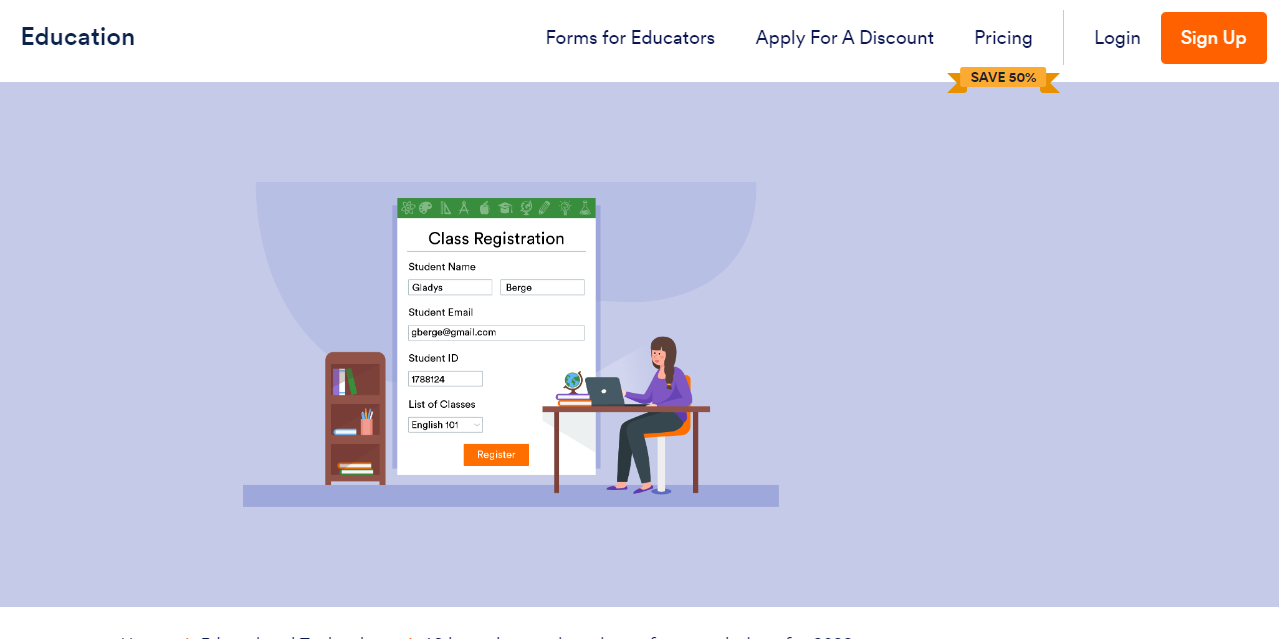 Education
Forms for Educators
Apply For A Discount
Pricing
Login
Sign Up
SAVE 50%
Class Registration
Student Name
Gladys
Berge
Student Email
gberge@gmail.com
Student ID
1788124
List of Classes
English 101
Register